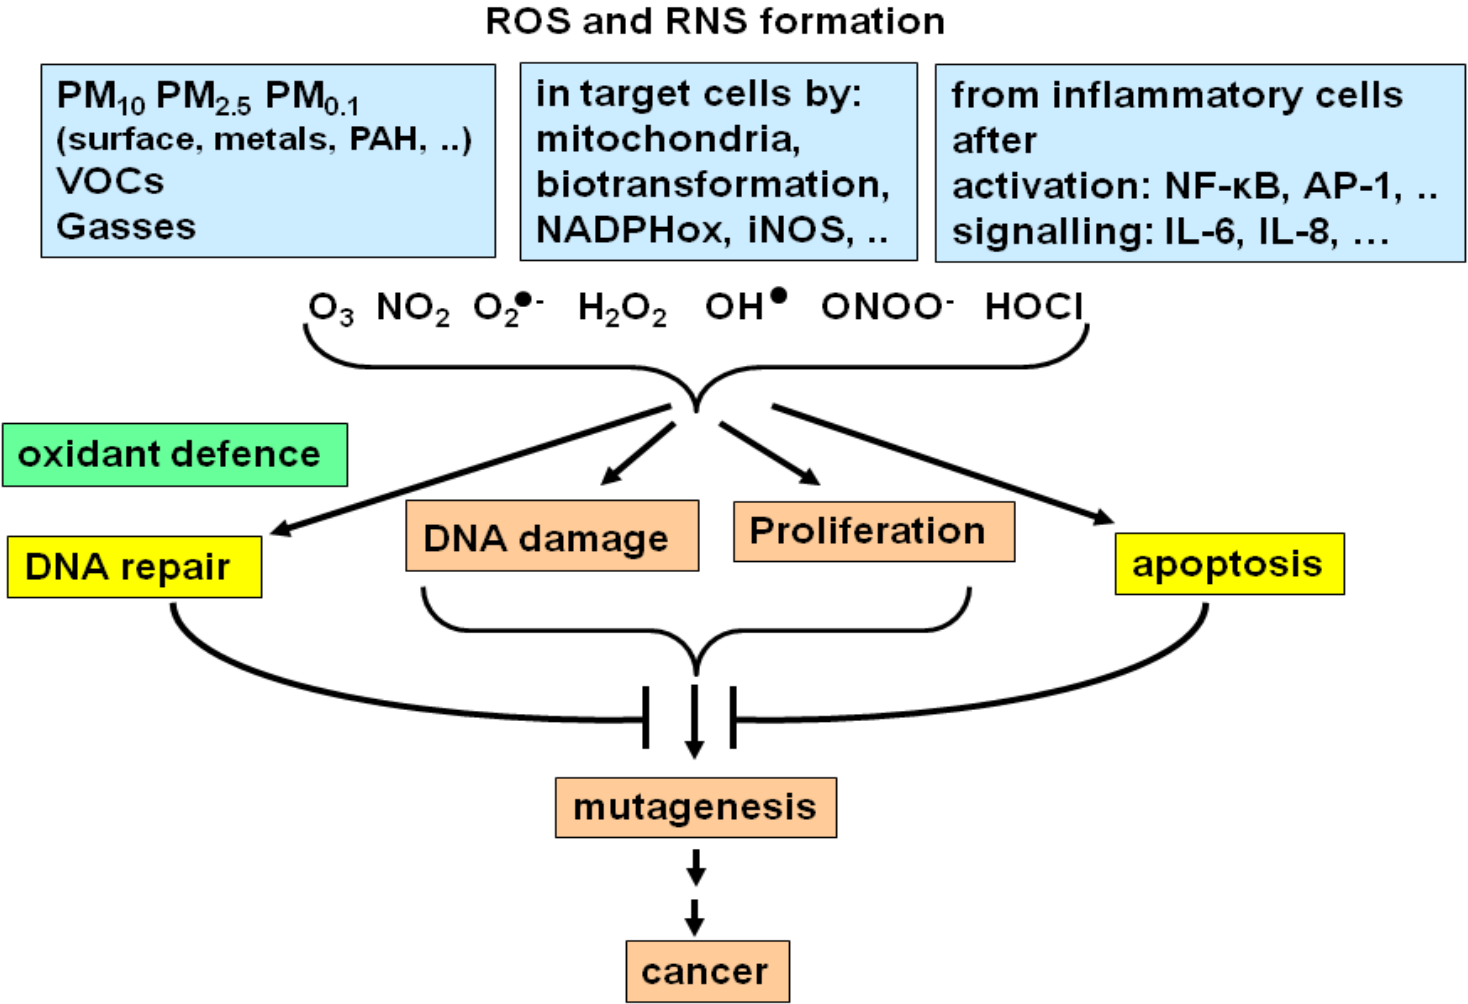 ROS and RNS formation
PM10 PM2.5 PM0.1
(surface, metals, PAH, ..)
VOCs
Gasses
in target cells by:
mitochondria,
biotransformation,
NADPHox, iNOS, ..
from inflammatory cells
after
activation: NF-κB, AP-1, ..
signalling: IL-6, IL-8, ...
O3 NO2 O2●- H2O2 OH● ONOO- HOCl
oxidant defence
DNA repair
DNA damage
Proliferation
apoptosis
mutagenesis
cancer